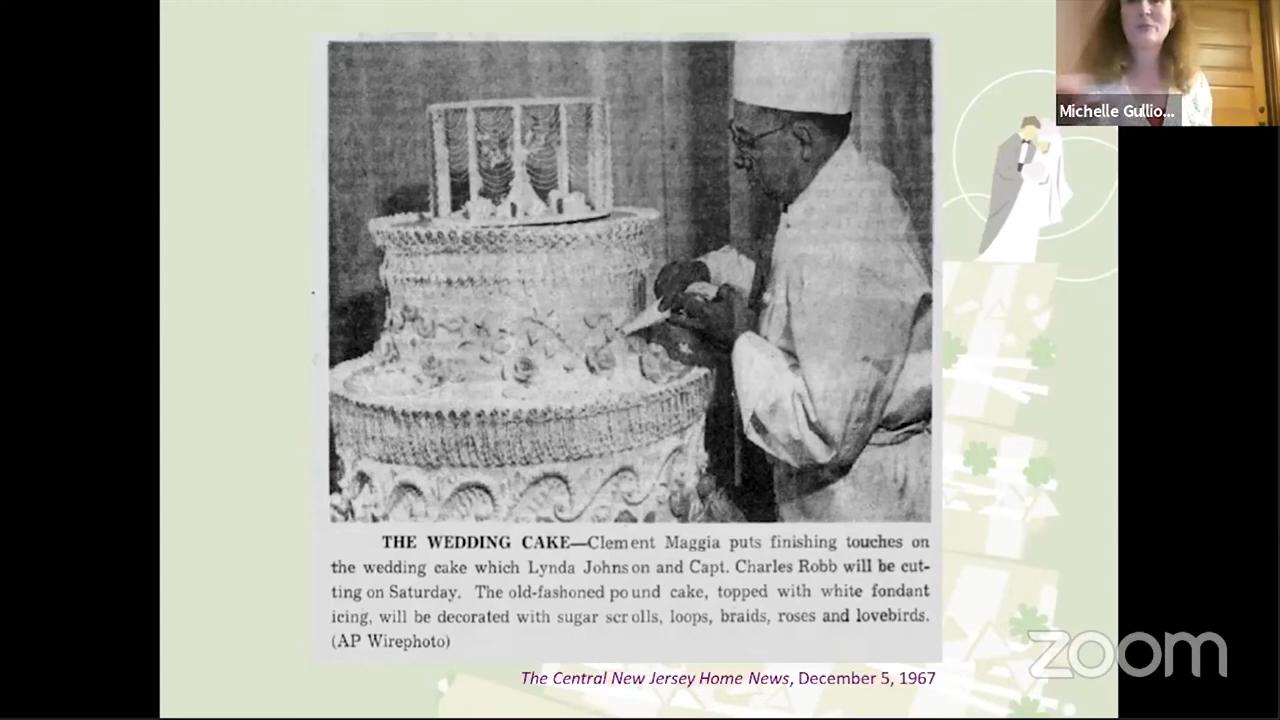 Michelle Gullio...
THE WEDDING CAKE—Clement Maggia puts finishing touches on
the wedding cake which Lynda Johnson and Capt. Charles Robb will be cut-
ting on Saturday. The old-fashioned pound cake, topped with white fondant
icing, will be decorated with sugar scrolls, loops, braids, roses and lovebirds.
(AP Wirephoto)
zoom
The Central New Jersey Home News, December 5, 1967